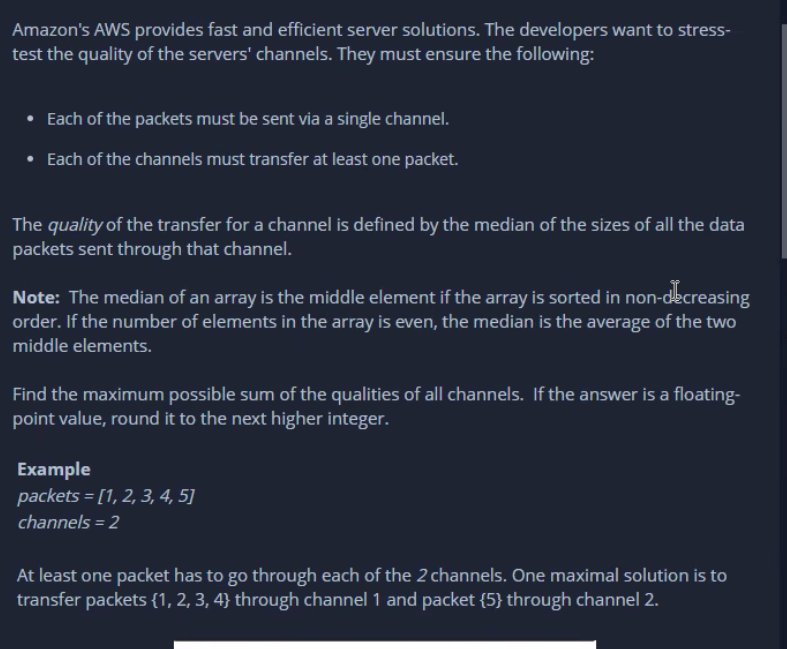 Amazon's AWS provides fast and efficient server solutions. The developers want to stress-
test the quality of the servers' channels. They must ensure the following:
• Each of the packets must be sent via a single channel.
• Each of the channels must transfer at least one packet.
The quality of the transfer for a channel is defined by the median of the sizes of all the data
packets sent through that channel.
Note: The median of an array is the middle element if the array is sorted in non-decreasing
order. If the number of elements in the array is even, the median is the average of the two
middle elements.
Find the maximum possible sum of the qualities of all channels. If the answer is a floating-
point value, round it to the next higher integer.
Example
packets = [1, 2, 3, 4, 5]
channels = 2
At least one packet has to go through each of the 2 channels. One maximal solution is to
transfer packets {1, 2, 3, 4} through channel 1 and packet {5} through channel 2.